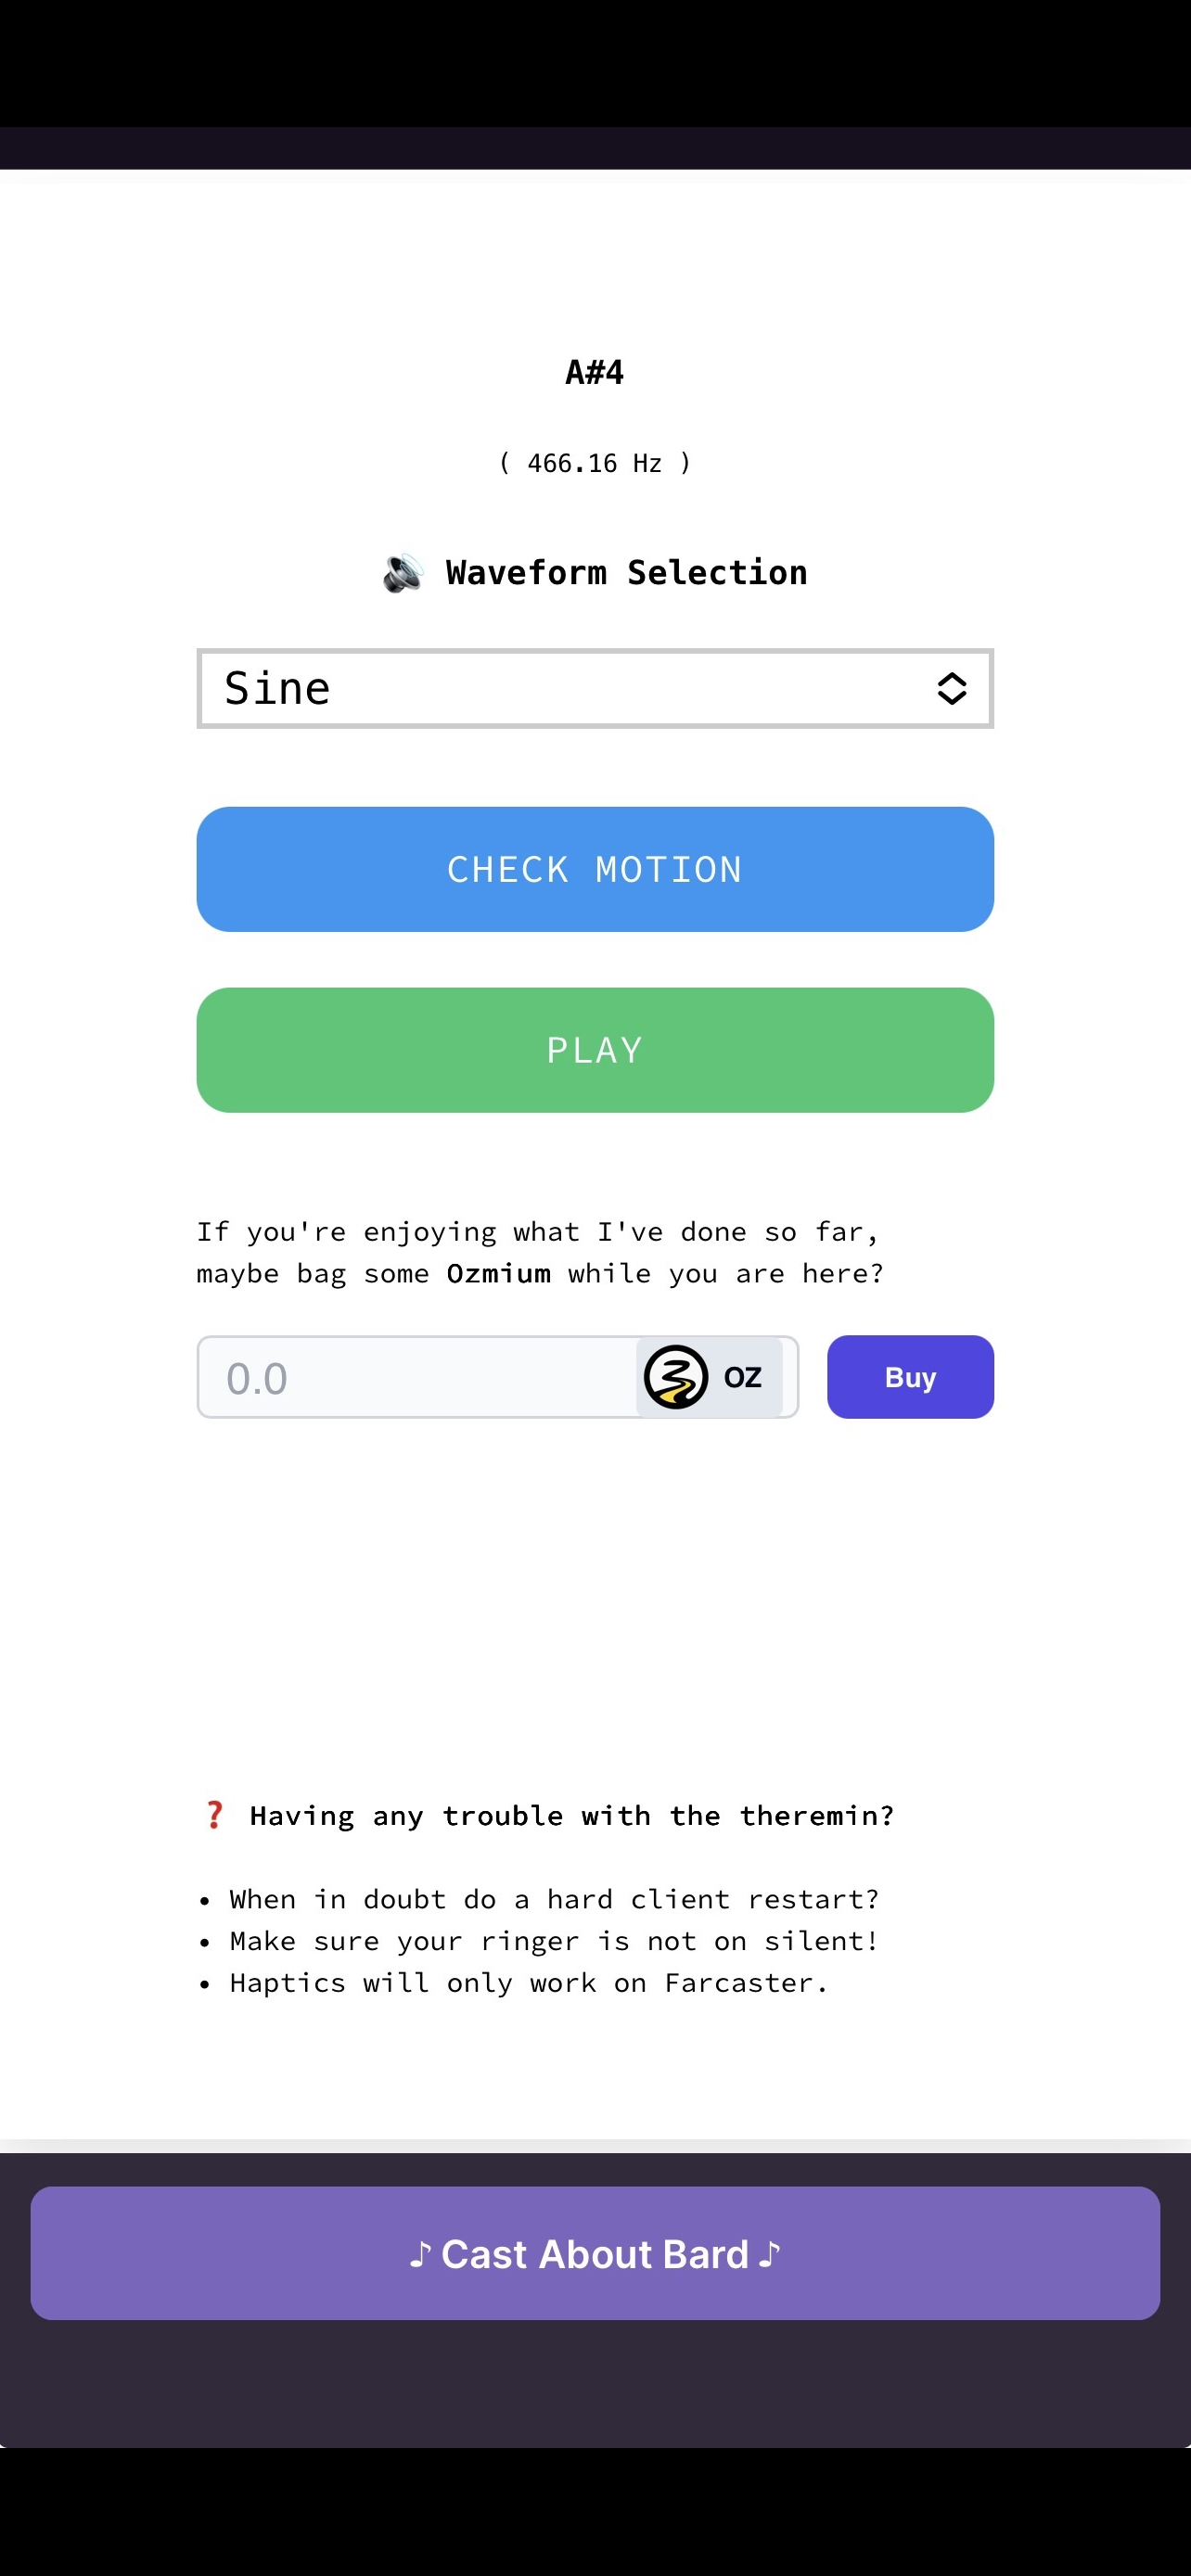 A#4
( 466.16 Hz )
🔊 Waveform Selection
Sine
CHECK MOTION
PLAY
If you're enjoying what I've done so far,
maybe bag some Ozmium while you are here?
0.0 OZ Buy
❓ Having any trouble with the theremin?
• When in doubt do a hard client restart?
• Make sure your ringer is not on silent!
• Haptics will only work on Farcaster.
♪ Cast About Bard ♪